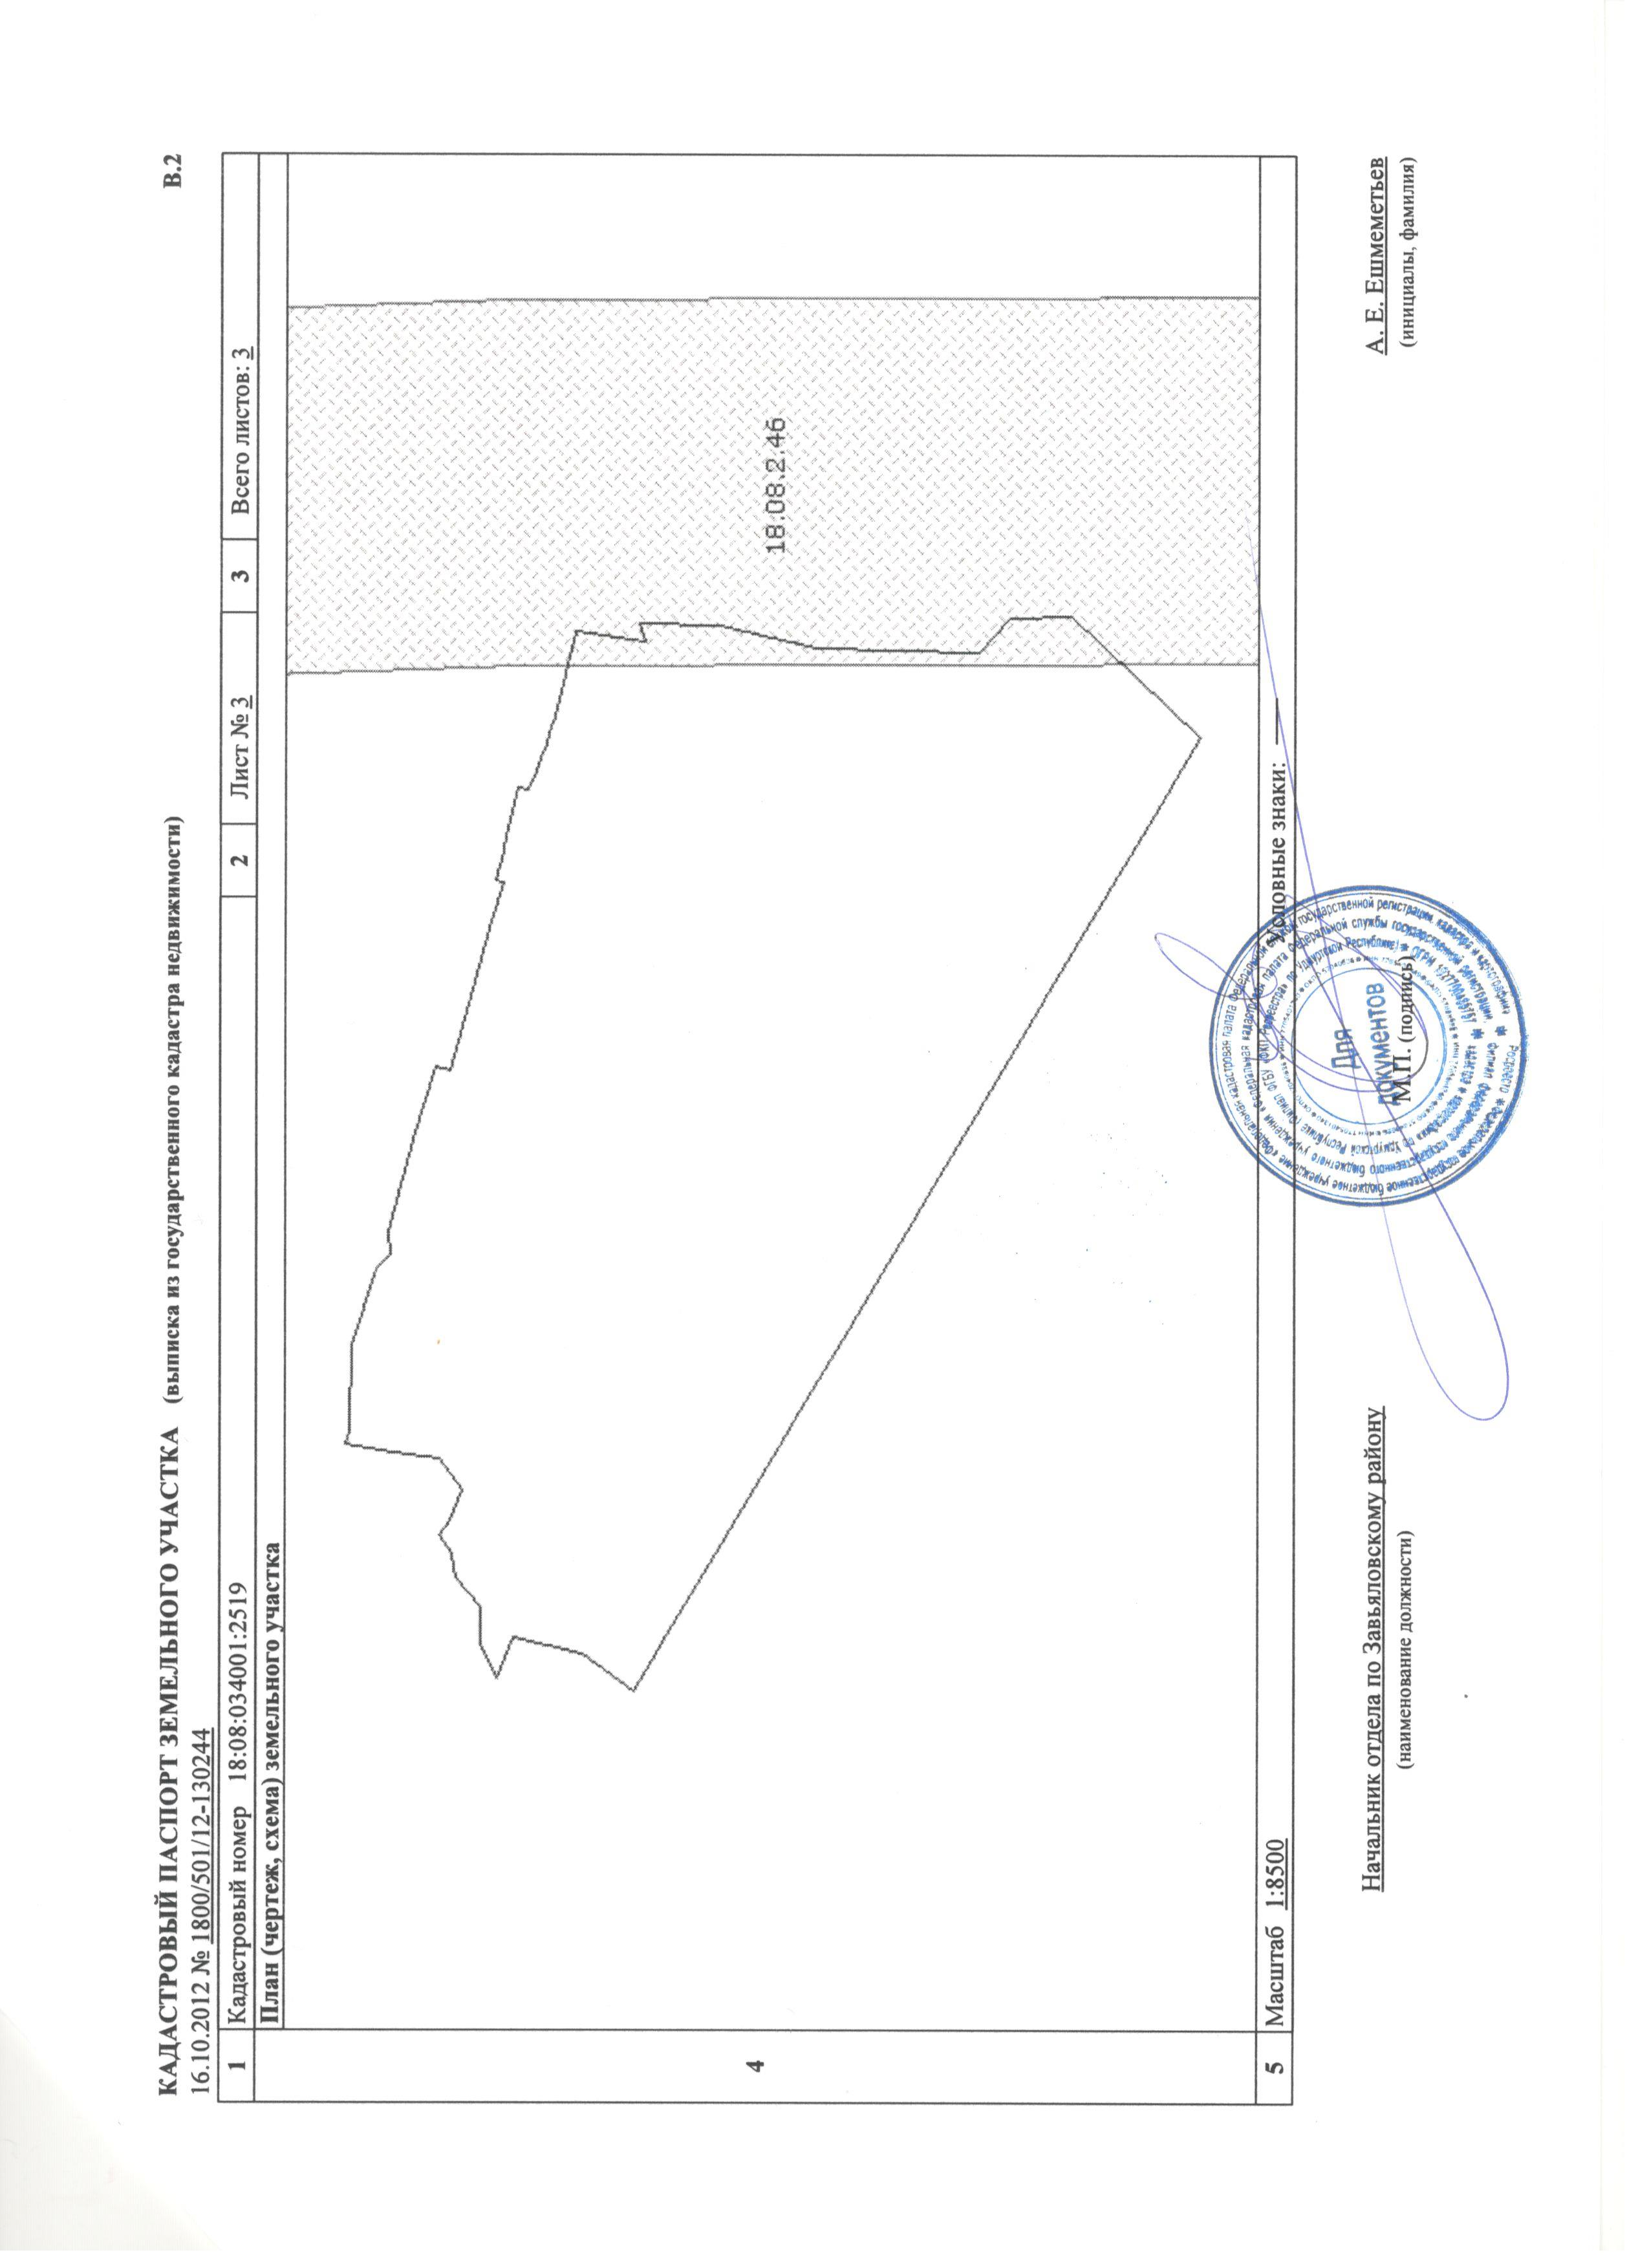 КАДАСТРОВЫЙ ПАСПОРТ ЗЕМЕЛЬНОГО УЧАСТКА (выписка из государственного кадастра недвижимости) В.2
16.10.2012 № 1800/501/12-130244
1 Кадастровый номер 18:08:034001:2519 2 Лист № 3 3 Всего листов: 3
План (чертеж, схема) земельного участка
4
18.08.2.46
5 Масштаб 1:8500 Условные знаки:
Для
документов
Начальник отдела по Завьяловскому району А. Е. Ешмеметьев
(наименование должности) М.П. (подпись) (инициалы, фамилия)